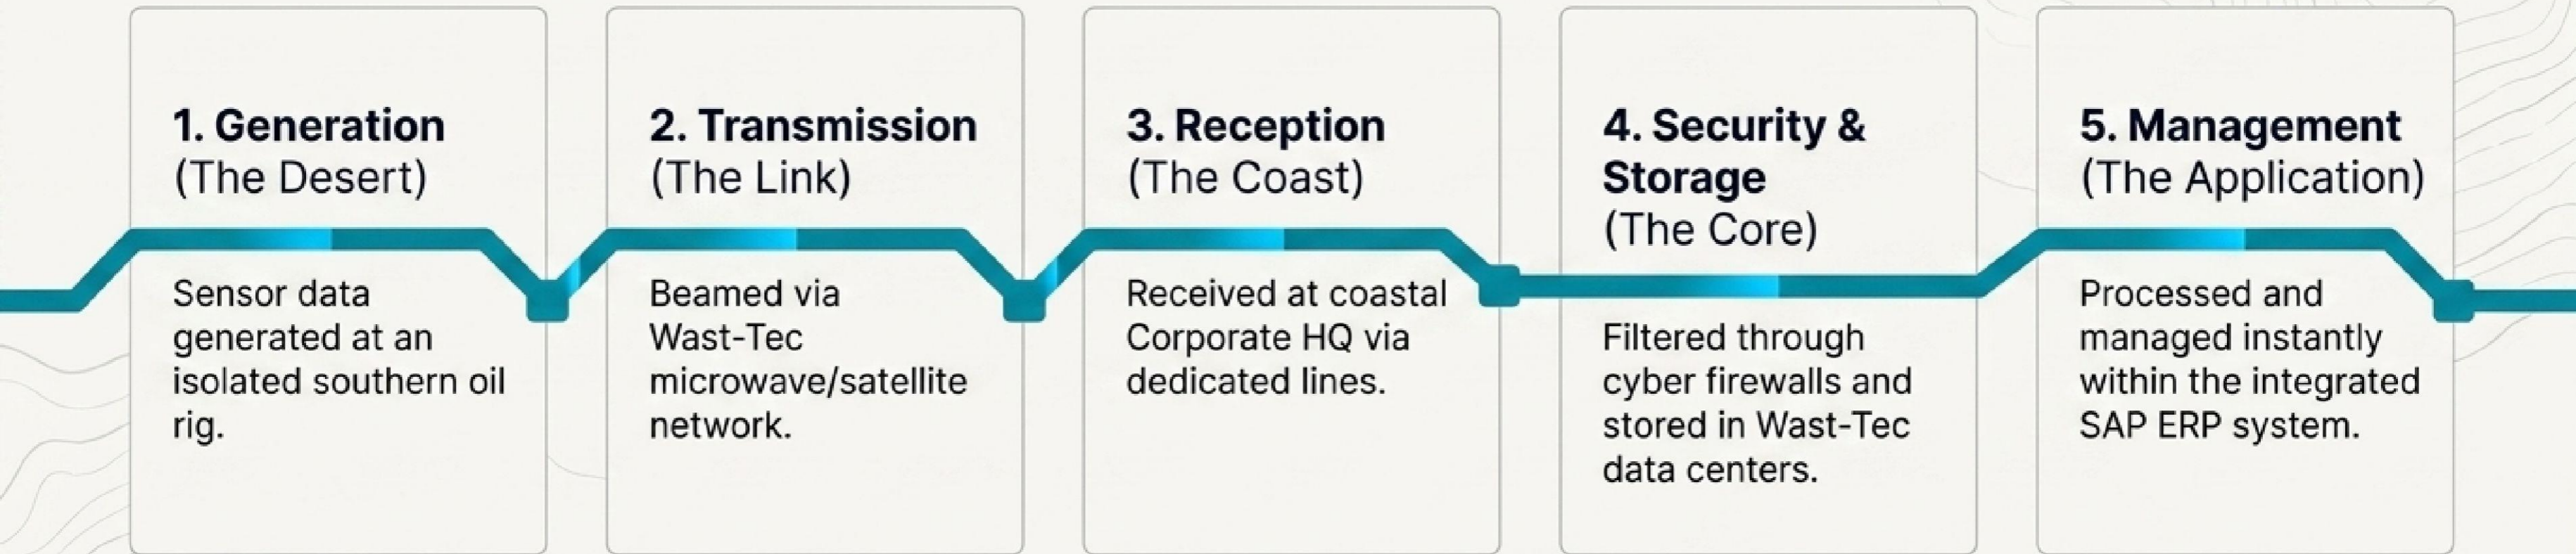 1. Generation
(The Desert)
Sensor data
generated at an
isolated southern oil
rig.
2. Transmission
(The Link)
Beamed via
Wast-Tec
microwave/satellite
network.
3. Reception
(The Coast)
Received at coastal
Corporate HQ via
dedicated lines.
4. Security &
Storage
(The Core)
Filtered through
cyber firewalls and
stored in Wast-Tec
data centers.
5. Management
(The Application)
Processed and
managed instantly
within the integrated
SAP ERP system.